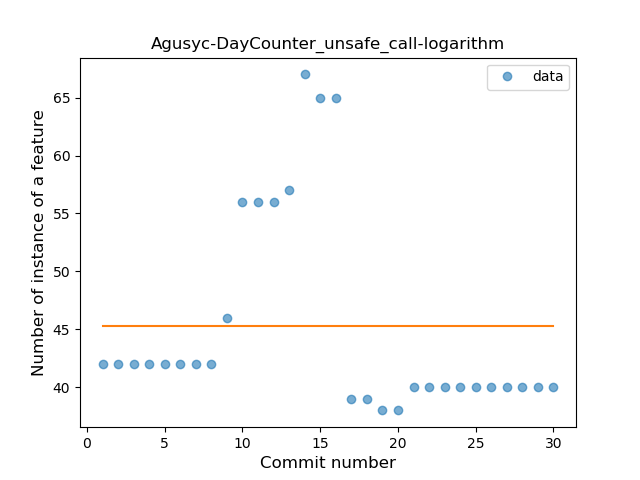 Agusyc-DayCounter_unsafe_call-logarithm
data
Number of instance of a feature
65
60
55
50
45
40
0 5 10 15 20 25 30
Commit number